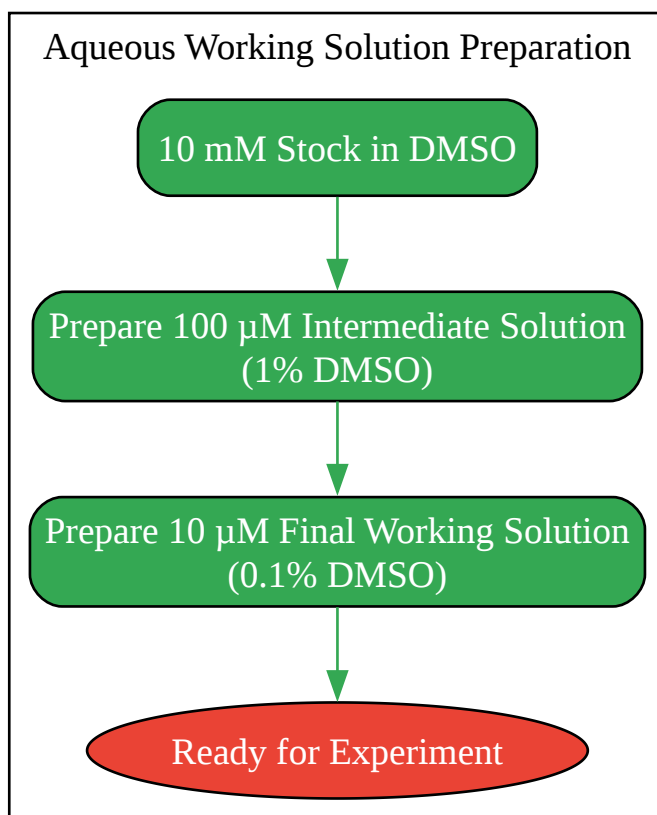 Aqueous Working Solution Preparation
10 mM Stock in DMSO
Prepare 100 µM Intermediate Solution
(1% DMSO)
Prepare 10 µM Final Working Solution
(0.1% DMSO)
Ready for Experiment